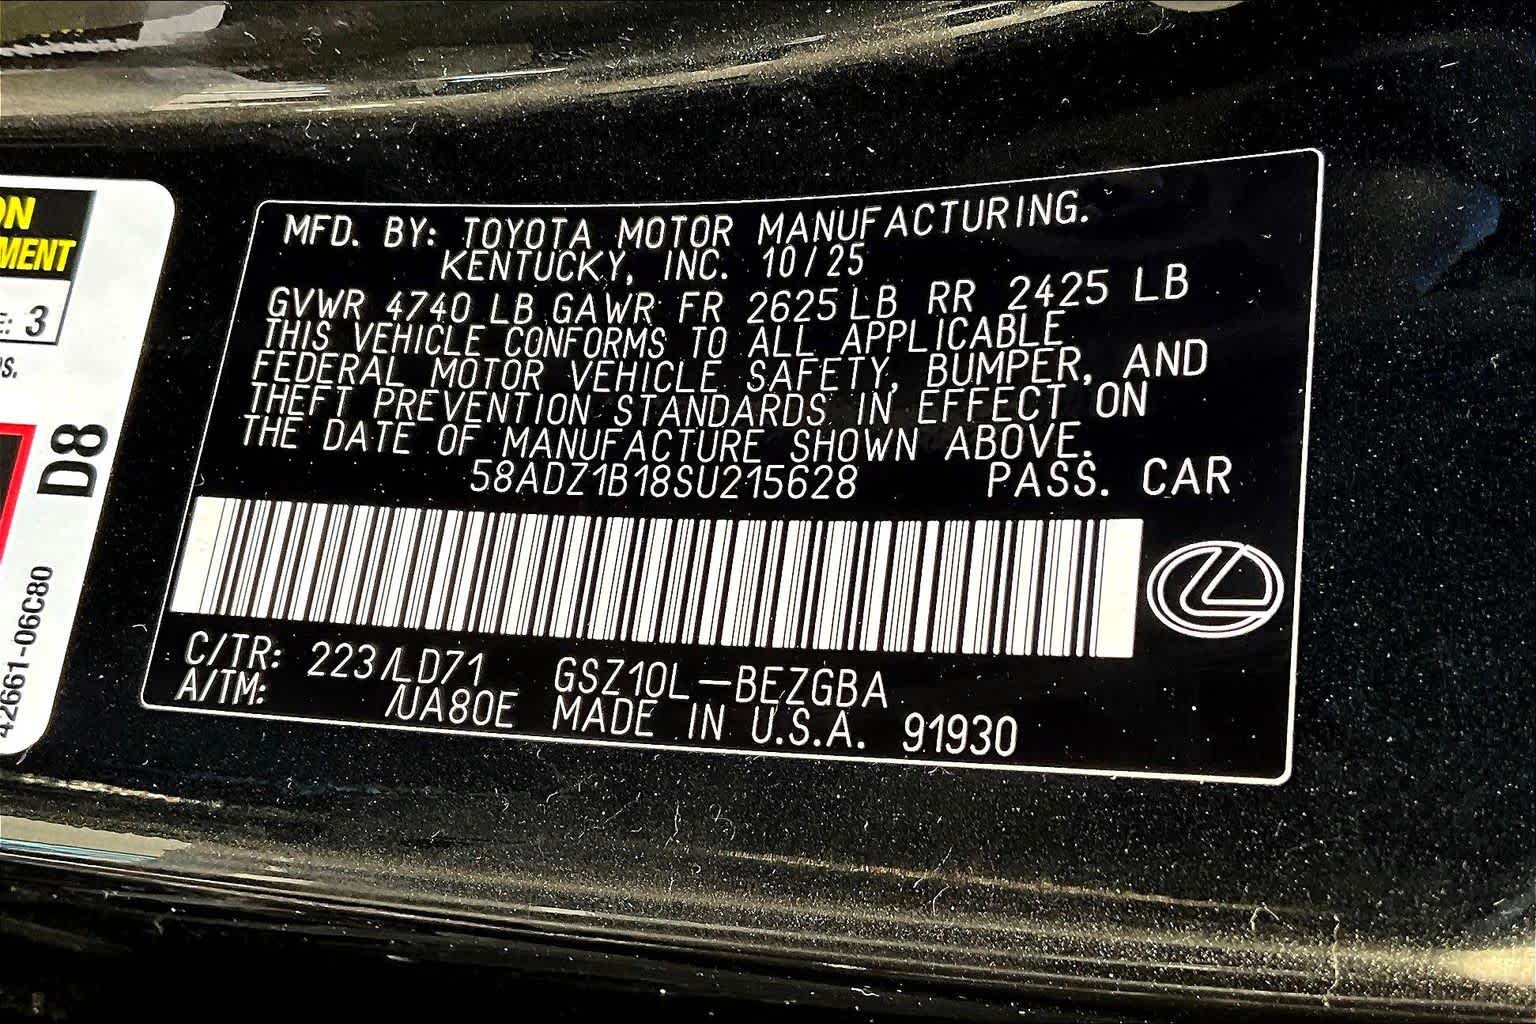 ON
MENT
E: 3
as.
D8
42661-06C80
MFD. BY: TOYOTA MOTOR MANUFACTURING.
KENTUCKY, INC. 10/25
GVWR 4740 LB GAWR FR 2625 LB RR 2425 LB
THIS VEHICLE CONFORMS TO ALL APPLICABLE
FEDERAL MOTOR VEHICLE SAFETY, BUMPER, AND
THEFT PREVENTION STANDARDS IN EFFECT ON
THE DATE OF MANUFACTURE SHOWN ABOVE.
58ADZ1B18SU215628 PASS. CAR
C/TR: 223/LD71 GSZ10L-BEZGBA
A/TM: /UA80E MADE IN U.S.A. 91930